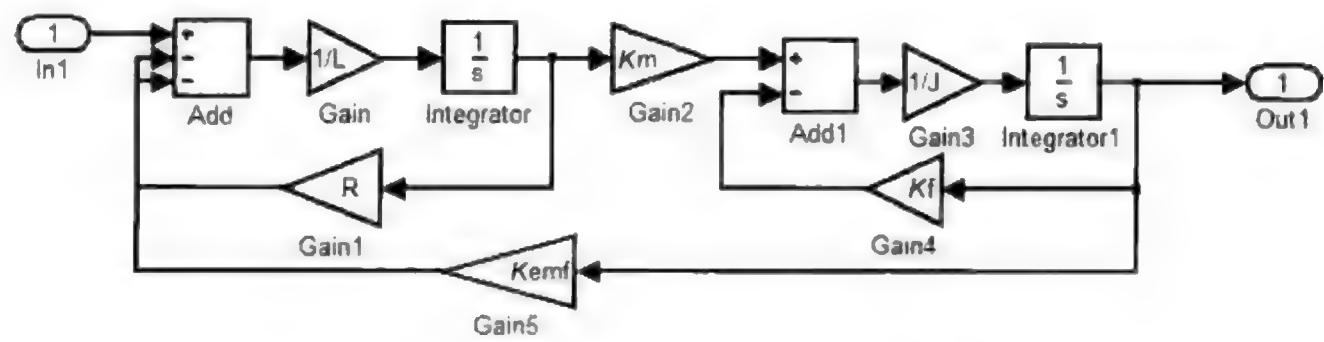 1
In1
+
−
−
Add
1/L
Gain
1
s
Integrator
Km
Gain2
+
−
Add1
1/J
Gain3
1
s
Integrator1
1
Out1
R
Gain1
Kf
Gain4
Kemf
Gain5